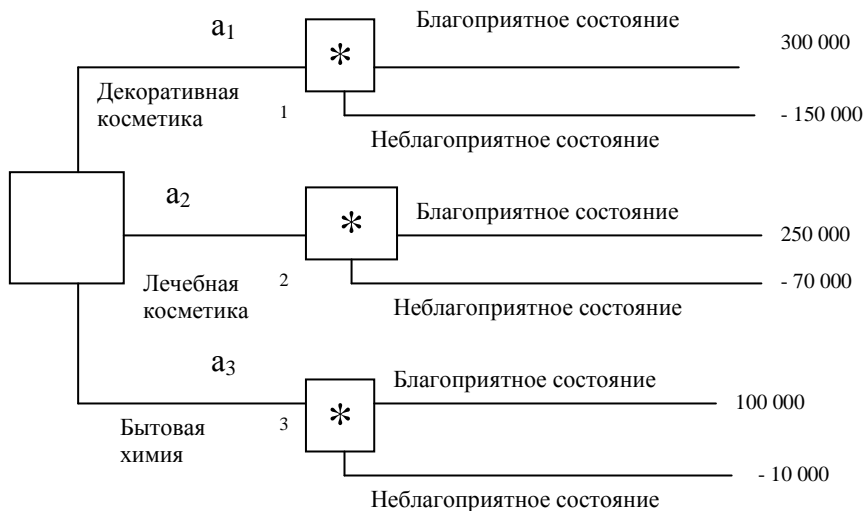 a1
Благоприятное состояние
300 000
*
Декоративная
косметика
1
- 150 000
Неблагоприятное состояние
a2
Благоприятное состояние
*
250 000
Лечебная
косметика
2
- 70 000
Неблагоприятное состояние
a3
Благоприятное состояние
*
100 000
Бытовая
химия
3
- 10 000
Неблагоприятное состояние